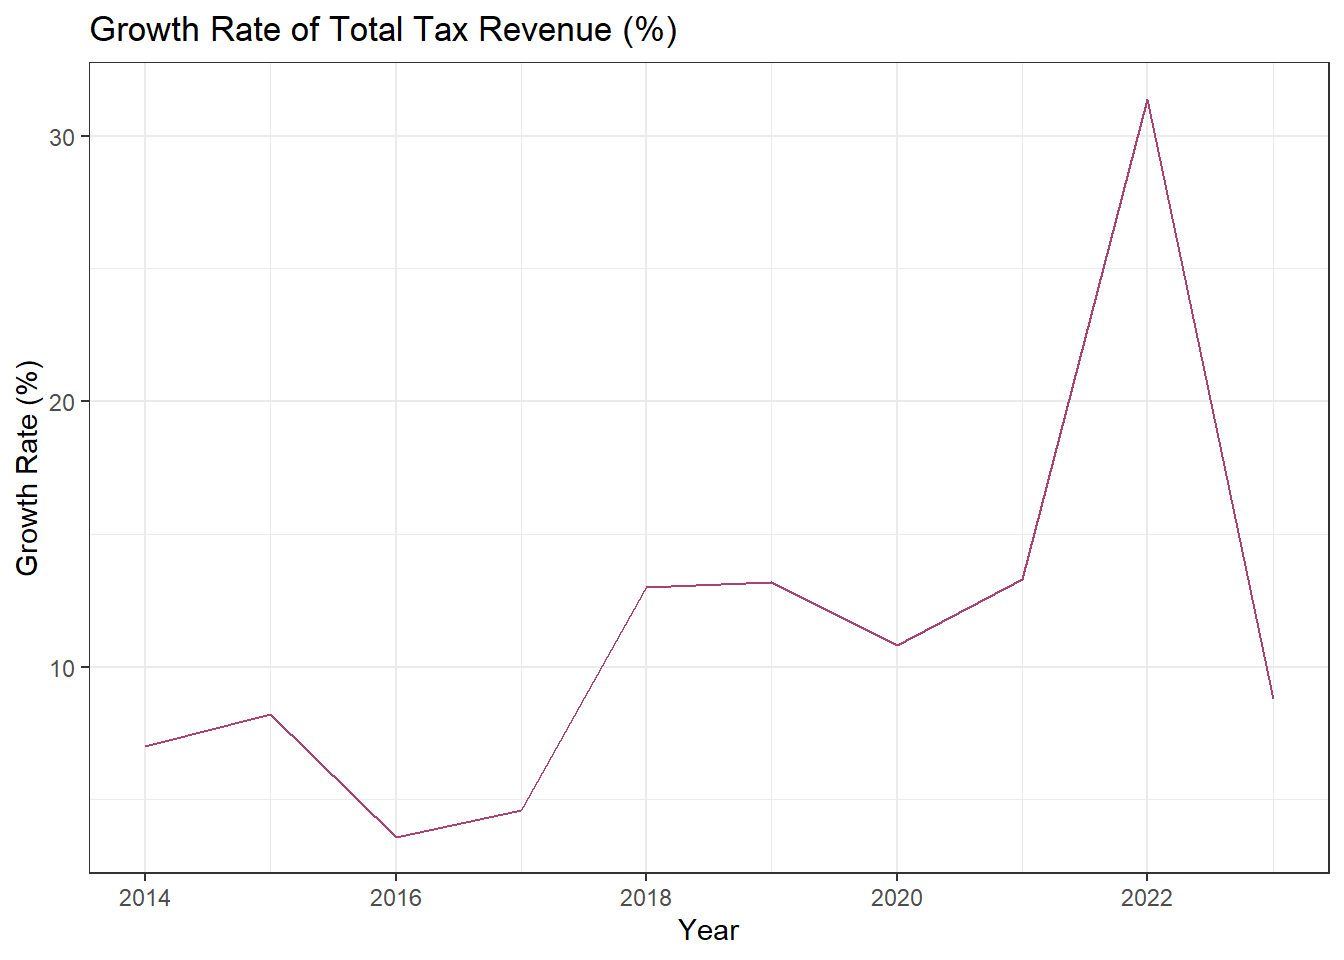 Growth Rate of Total Tax Revenue (%)
Growth Rate (%)
30
20
10
2014 2016 2018 2020 2022
Year